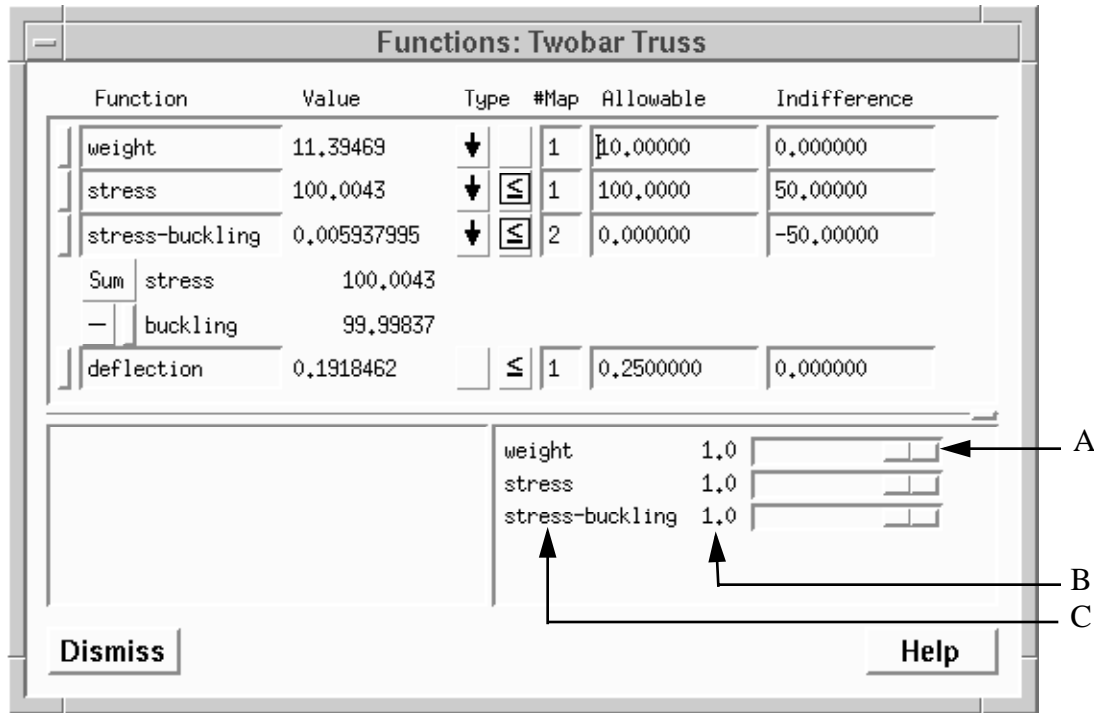 Functions: Twobar Truss
Function Value Type #Map Allowable Indifference
weight 11.39469 1 10.00000 0.000000
stress 100.0043 ≤ 1 100.0000 50.00000
stress-buckling 0.005937995 ≤ 2 0.000000 -50.00000
Sum stress 100.0043
— buckling 99.99837
deflection 0.1918462 ≤ 1 0.2500000 0.000000
weight 1.0 A
stress 1.0
stress-buckling 1.0
B
C
Dismiss Help